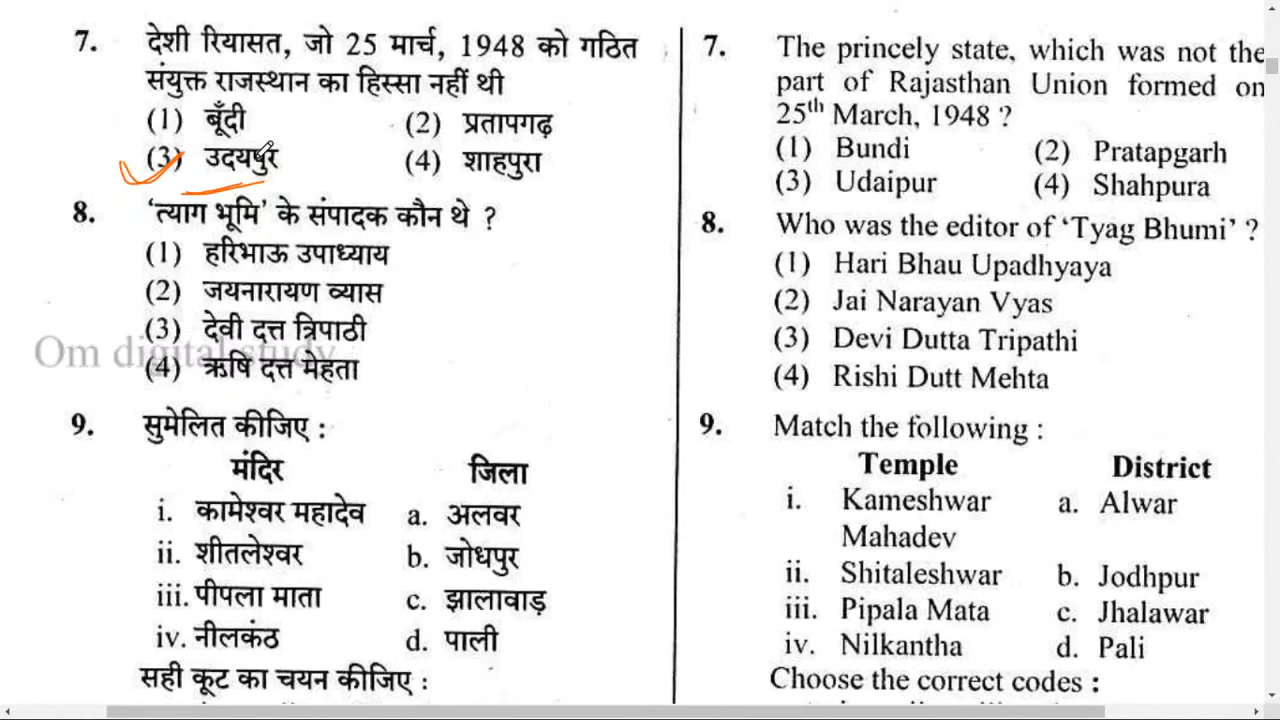 7. देशी रियासत, जो 25 मार्च, 1948 को गठित
संयुक्त राजस्थान का हिस्सा नहीं थी
(1) बूँदी (2) प्रतापगढ़
(3) उदयपुर (4) शाहपुरा
8. ‘त्याग भूमि’ के संपादक कौन थे ?
(1) हरिभाऊ उपाध्याय
(2) जयनारायण व्यास
(3) देवी दत्त त्रिपाठी
Om digital study
(4) ऋषि दत्त मेहता
9. सुमेलित कीजिए :
मंदिर जिला
i. कामेश्वर महादेव a. अलवर
ii. शीतलेश्वर b. जोधपुर
iii. पीपला माता c. झालावाड़
iv. नीलकंठ d. पाली
सही कूट का चयन कीजिए :
7. The princely state, which was not the
part of Rajasthan Union formed on
25th March, 1948 ?
(1) Bundi (2) Pratapgarh
(3) Udaipur (4) Shahpura
8. Who was the editor of ‘Tyag Bhumi’ ?
(1) Hari Bhau Upadhyaya
(2) Jai Narayan Vyas
(3) Devi Dutta Tripathi
(4) Rishi Dutt Mehta
9. Match the following :
Temple District
i. Kameshwar a. Alwar
Mahadev
ii. Shitaleshwar b. Jodhpur
iii. Pipala Mata c. Jhalawar
iv. Nilkantha d. Pali
Choose the correct codes :